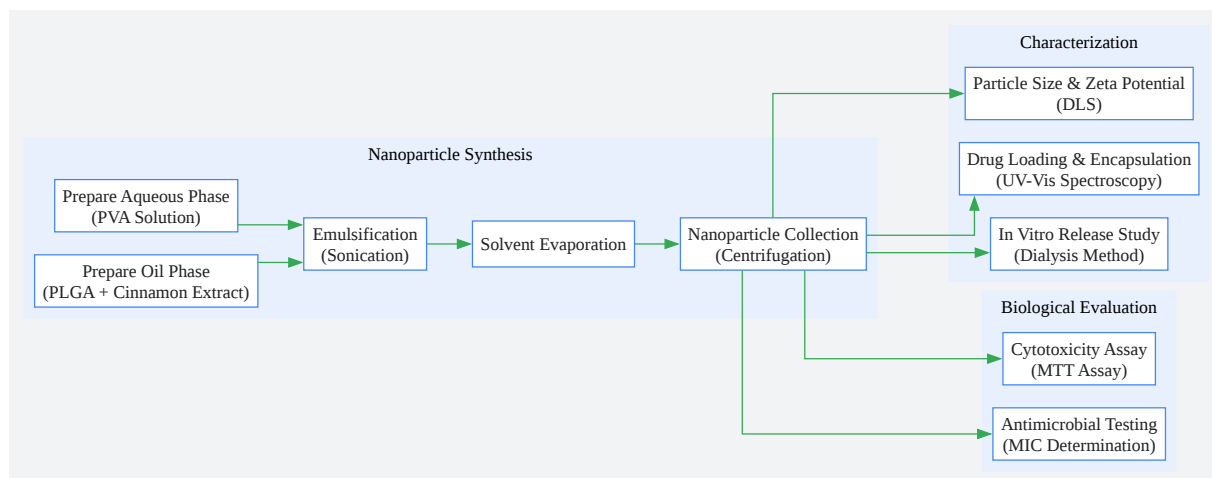 Nanoparticle Synthesis
Prepare Aqueous Phase
(PVA Solution)
Prepare Oil Phase
(PLGA + Cinnamon Extract)
Emulsification
(Sonication)
Solvent Evaporation
Nanoparticle Collection
(Centrifugation)
Characterization
Particle Size & Zeta Potential
(DLS)
Drug Loading & Encapsulation
(UV-Vis Spectroscopy)
In Vitro Release Study
(Dialysis Method)
Biological Evaluation
Cytotoxicity Assay
(MTT Assay)
Antimicrobial Testing
(MIC Determination)